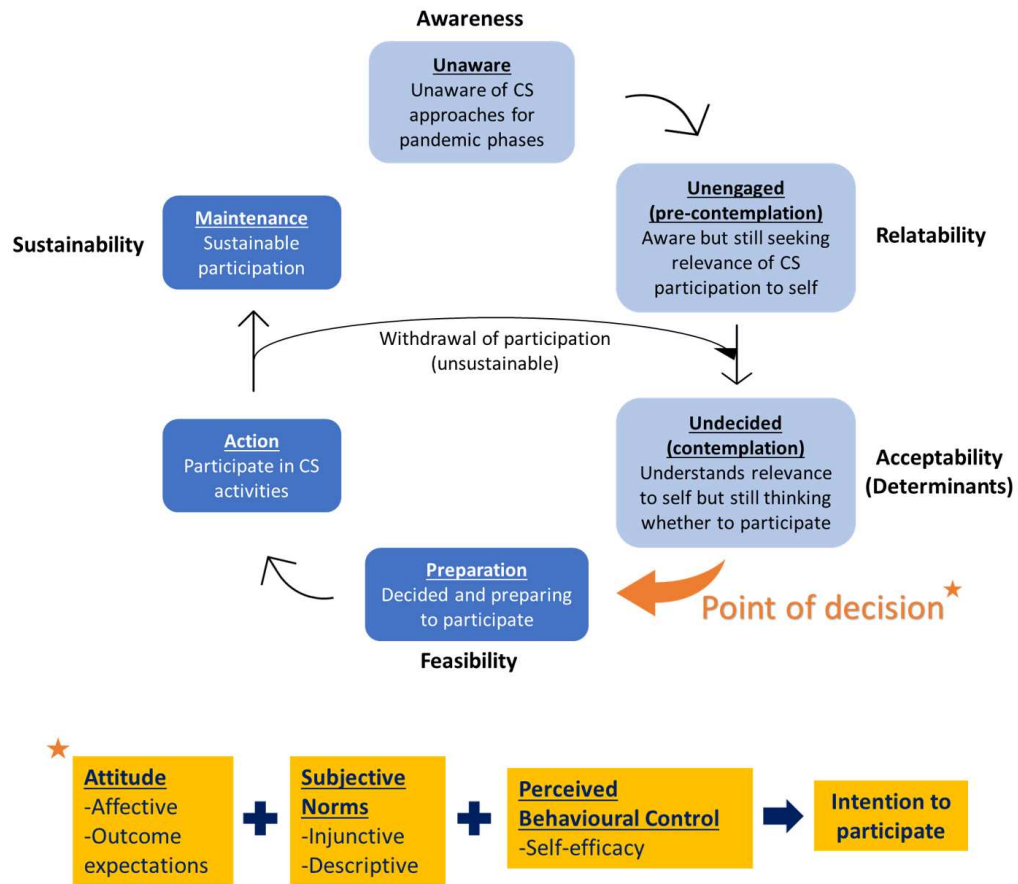 Awareness
Unaware
Unaware of CS
approaches for
pandemic phases
Unengaged
(pre-contemplation)
Aware but still seeking
relevance of CS
participation to self
Relatability
Maintenance
Sustainable
participation
Sustainability
Withdrawal of participation
(unsustainable)
Undecided
(contemplation)
Understands relevance
to self but still thinking
whether to participate
Acceptability
(Determinants)
Action
Participate in CS
activities
Preparation
Decided and preparing
to participate
Feasibility
Point of decision
Attitude
-Affective
-Outcome
expectations
Subjective
Norms
-Injunctive
-Descriptive
Perceived
Behavioural Control
-Self-efficacy
Intention to
participate